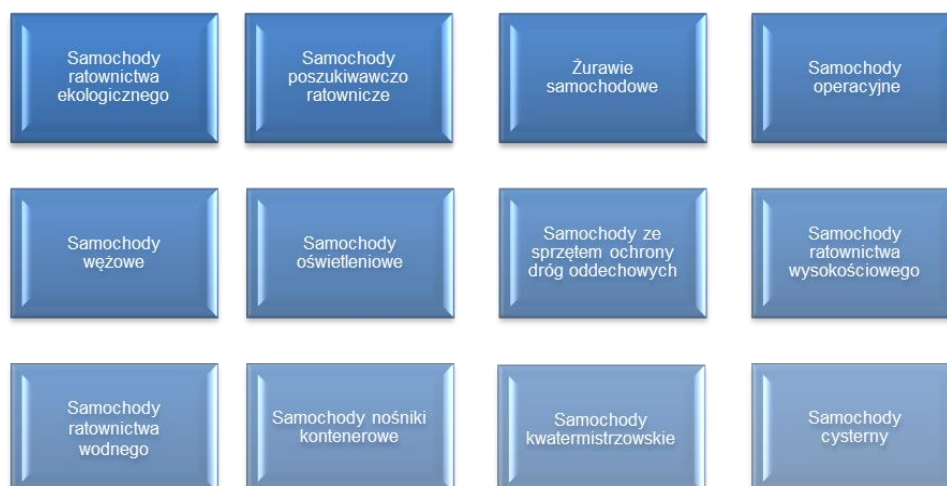 Samochody
ratownictwa
ekologicznego
Samochody
poszukiwawczo
ratownicze
Żurawie
samochodowe
Samochody
operacyjne
Samochody
wężowe
Samochody
oświetleniowe
Samochody ze
sprzętem ochrony
dróg oddechowych
Samochody
ratownictwa
wysokościowego
Samochody
ratownictwa
wodnego
Samochody nośniki
kontenerowe
Samochody
kwatermistrzowskie
Samochody
cysterny